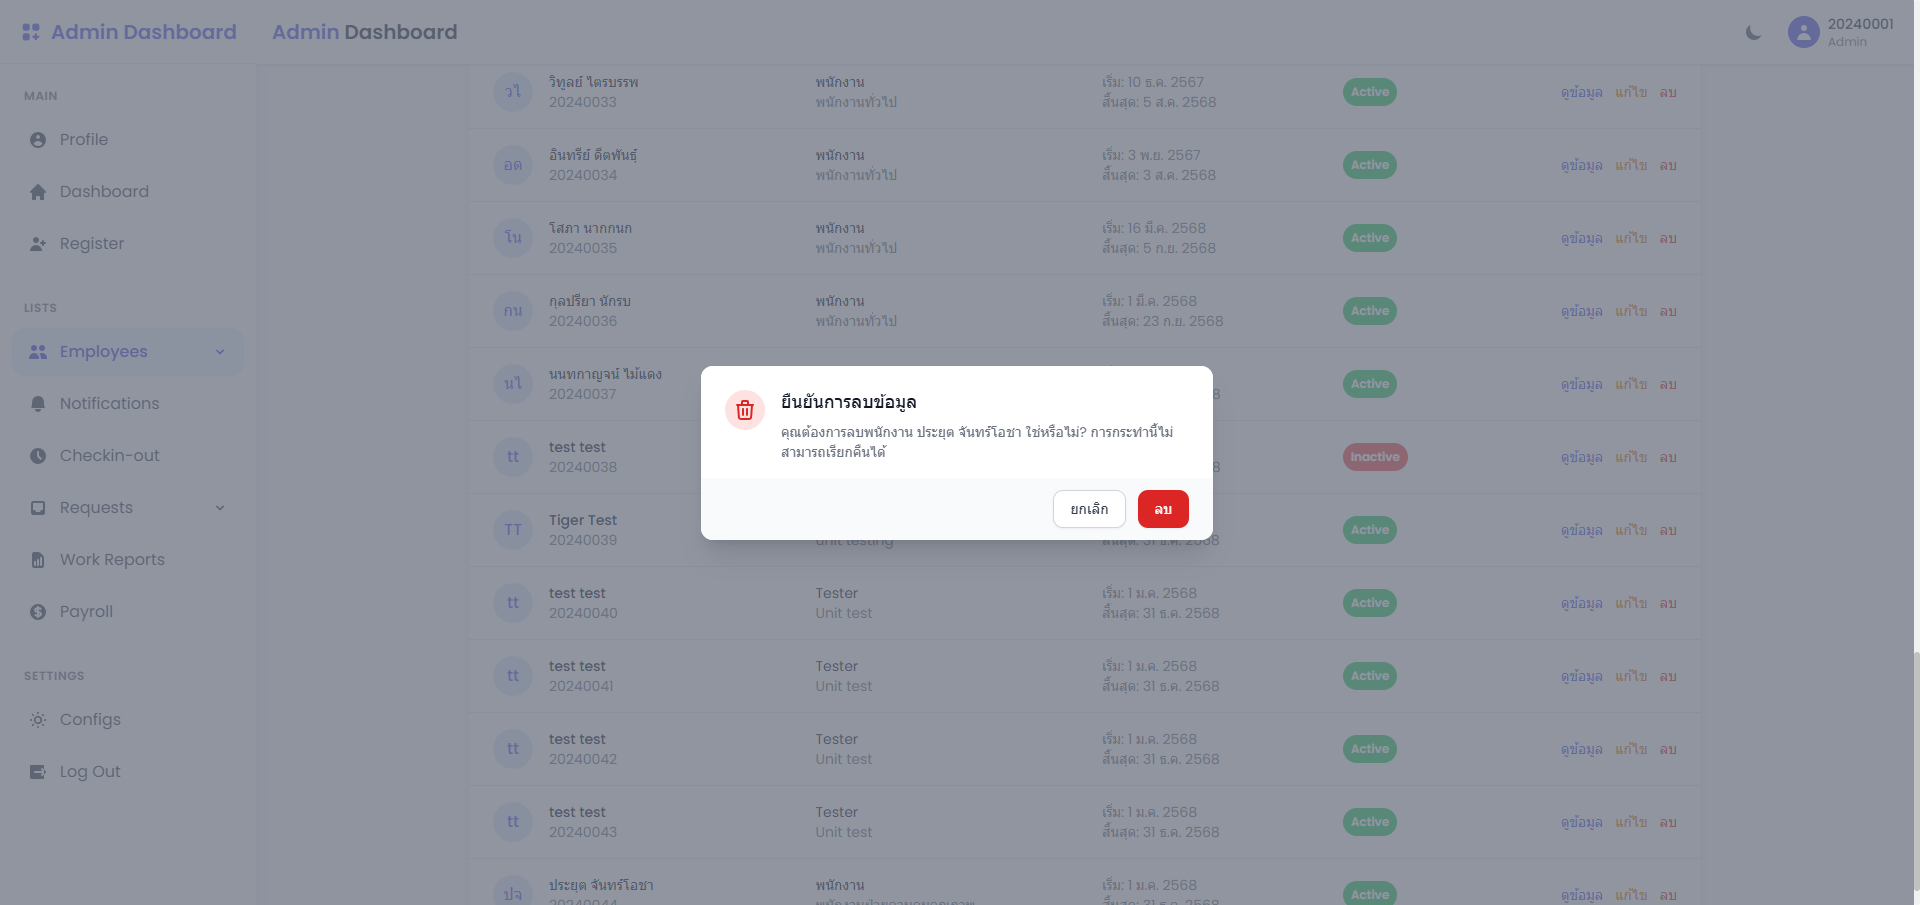 Admin Dashboard
Admin Dashboard
20240001
Admin
MAIN
Profile
Dashboard
Register
LISTS
Employees
Notifications
Checkin-out
Requests
Work Reports
Payroll
SETTINGS
Configs
Log Out
วไ วิฑูลย์ ไตรบรรพ พนักงาน เริ่ม: 10 ธ.ค. 2567 Active ดูข้อมูล แก้ไข ลบ
20240033 พนักงานทั่วไป สิ้นสุด: 5 ส.ค. 2568
อด อินทรีย์ ดีตพันธุ์ พนักงาน เริ่ม: 3 พ.ย. 2567 Active ดูข้อมูล แก้ไข ลบ
20240034 พนักงานทั่วไป สิ้นสุด: 3 ส.ค. 2568
โน โสภา นากกนก พนักงาน เริ่ม: 16 มี.ค. 2568 Active ดูข้อมูล แก้ไข ลบ
20240035 พนักงานทั่วไป สิ้นสุด: 5 ก.ย. 2568
กน กุลปรียา นักรบ พนักงาน เริ่ม: 1 มี.ค. 2568 Active ดูข้อมูล แก้ไข ลบ
20240036 พนักงานทั่วไป สิ้นสุด: 23 ก.ย. 2568
นไ นนทกาญจน์ ไม้แดง Active ดูข้อมูล แก้ไข ลบ
20240037 8
tt test test Inactive ดูข้อมูล แก้ไข ลบ
20240038 8
TT Tiger Test Active ดูข้อมูล แก้ไข ลบ
20240039 Unit testing สิ้นสุด: 31 ธ.ค. 2568
tt test test Tester เริ่ม: 1 ม.ค. 2568 Active ดูข้อมูล แก้ไข ลบ
20240040 Unit test สิ้นสุด: 31 ธ.ค. 2568
tt test test Tester เริ่ม: 1 ม.ค. 2568 Active ดูข้อมูล แก้ไข ลบ
20240041 Unit test สิ้นสุด: 31 ธ.ค. 2568
tt test test Tester เริ่ม: 1 ม.ค. 2568 Active ดูข้อมูล แก้ไข ลบ
20240042 Unit test สิ้นสุด: 31 ธ.ค. 2568
tt test test Tester เริ่ม: 1 ม.ค. 2568 Active ดูข้อมูล แก้ไข ลบ
20240043 Unit test สิ้นสุด: 31 ธ.ค. 2568
ปจ ประยุต จันทร์โอชา พนักงาน เริ่ม: 1 ม.ค. 2568 Active ดูข้อมูล แก้ไข ลบ
20240044 สิ้นสุด: 31 ธ.ค. 2568
ยืนยันการลบข้อมูล
คุณต้องการลบพนักงาน ประยุต จันทร์โอชา ใช่หรือไม่? การกระทำนี้ไม่
สามารถเรียกคืนได้
ยกเลิก
ลบ